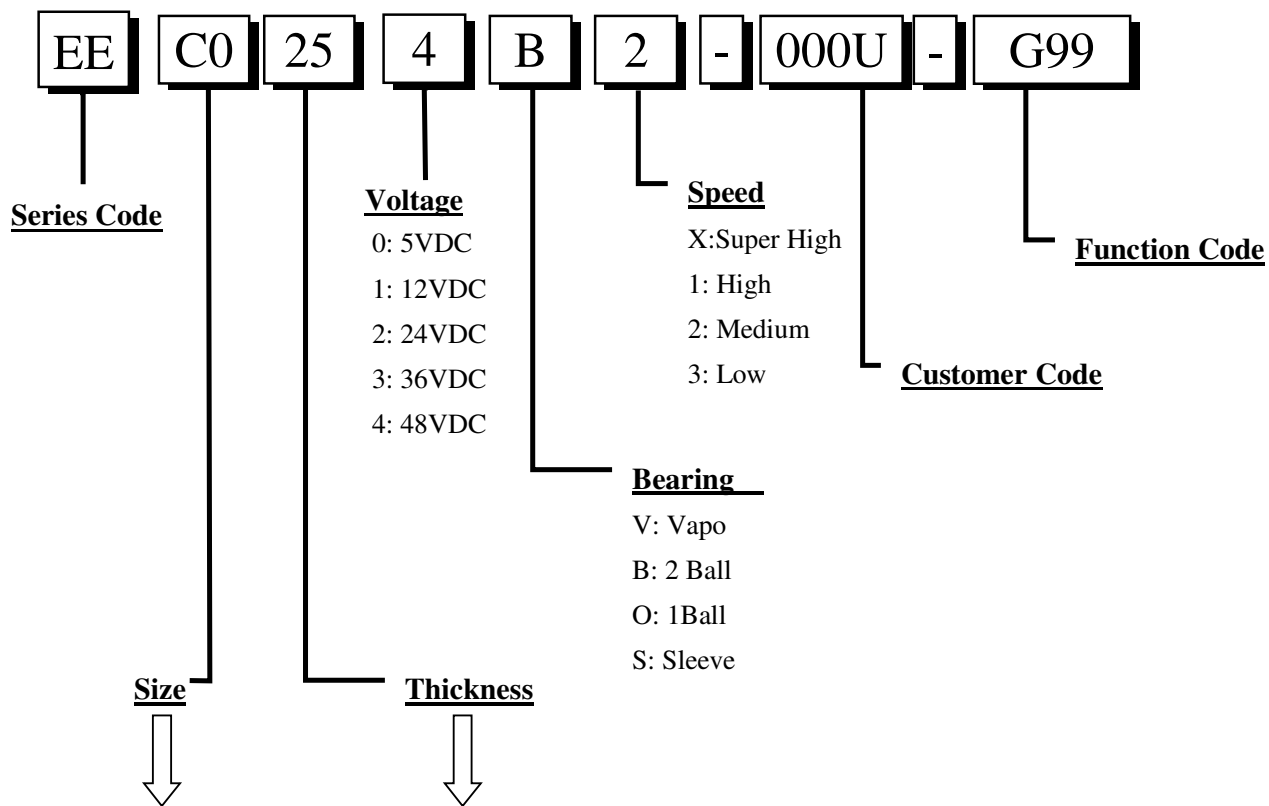 EE C0 25 4 B 2 - 000U - G99
Series Code
Voltage
0: 5VDC
1: 12VDC
2: 24VDC
3: 36VDC
4: 48VDC
Speed
X:Super High
1: High
2: Medium
3: Low
Function Code
Customer Code
Bearing
V: Vapo
B: 2 Ball
O: 1Ball
S: Sleeve
Size
Thickness